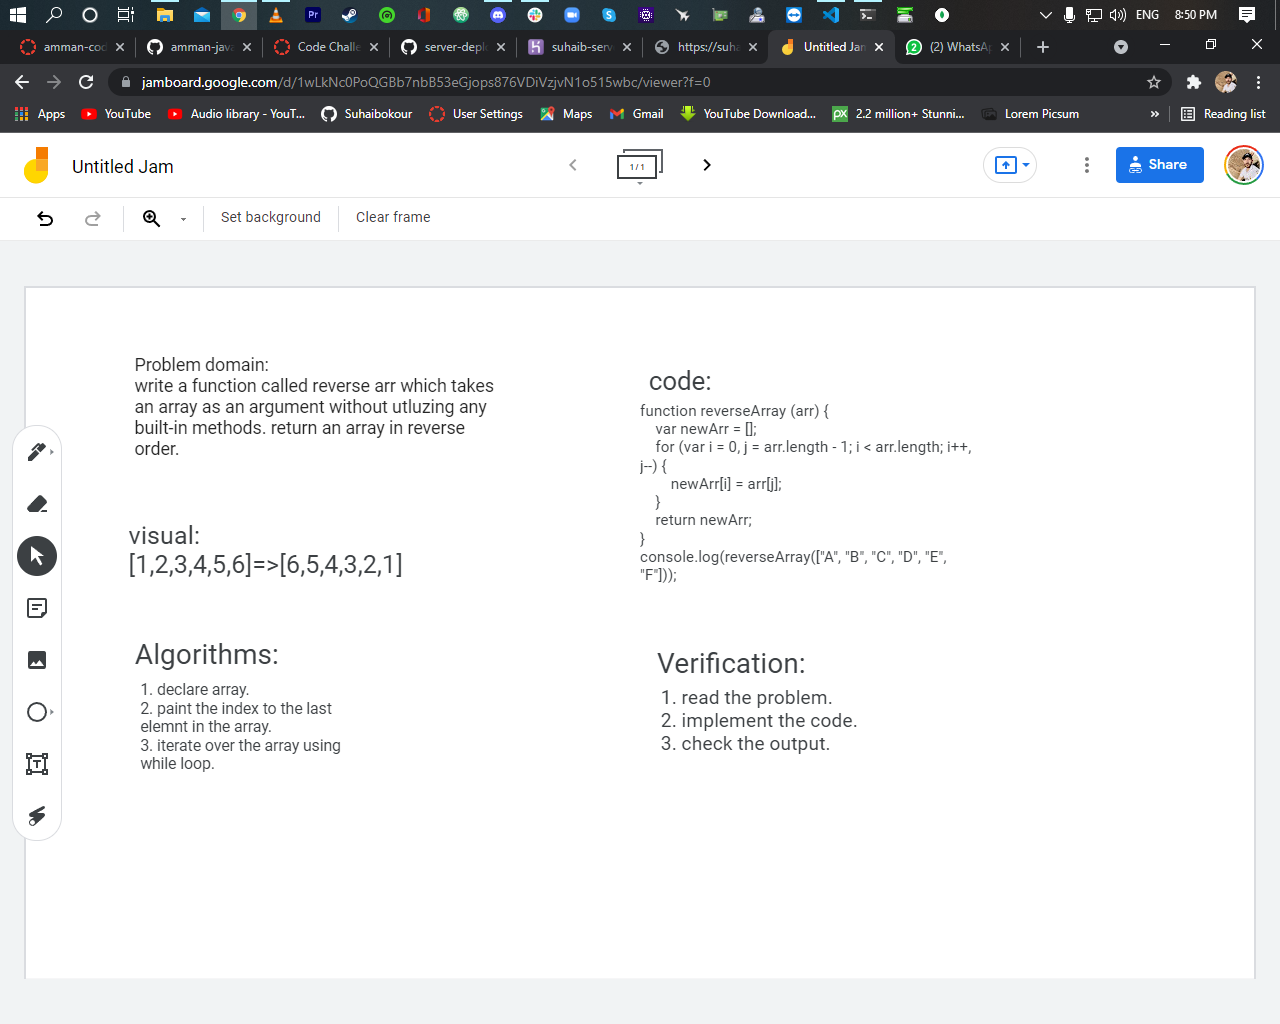 ENG 8:50 PM
amman-cod
amman-java
Code Challe
server-depl
suhaib-serv
https://suha
Untitled Jam
(2) WhatsAp
jamboard.google.com/d/1wLkNc0PoQGBb7nbB53eGjops876VDiVzjvN1o515wbc/viewer?f=0
Apps
YouTube
Audio library - YouT...
Suhaibokour
User Settings
Maps
Gmail
YouTube Download...
2.2 million+ Stunni...
Lorem Picsum
»
Reading list
Untitled Jam
1 / 1
Share
Set background
Clear frame
Problem domain:
write a function called reverse arr which takes
an array as an argument without utluzing any
built-in methods. return an array in reverse
order.
visual:
[1,2,3,4,5,6]=>[6,5,4,3,2,1]
Algorithms:
1. declare array.
2. paint the index to the last
elemnt in the array.
3. iterate over the array using
while loop.
code:
function reverseArray (arr) {
var newArr = [];
for (var i = 0, j = arr.length - 1; i < arr.length; i++,
j--) {
newArr[i] = arr[j];
}
return newArr;
}
console.log(reverseArray(["A", "B", "C", "D", "E",
"F"]));
Verification:
1. read the problem.
2. implement the code.
3. check the output.